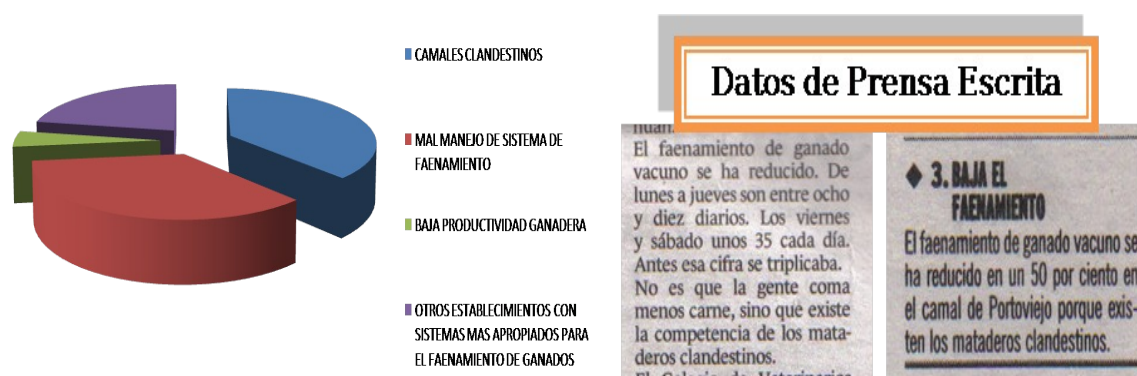 CAMALES CLANDESTINOS
MAL MANEJO DE SISTEMA DE
FAENAMIENTO
BAJA PRODUCTIVIDAD GANADERA
OTROS ESTABLECIMIENTOS CON
SISTEMAS MAS APROPIADOS PARA
EL FAENAMIENTO DE GANADOS
Datos de Prensa Escrita
El faenamiento de ganado
vacuno se ha reducido. De
lunes a jueves son entre ocho
y diez diarios. Los viernes
y sábado unos 35 cada día.
Antes esa cifra se triplicaba.
No es que la gente coma
menos carne, sino que existe
la competencia de los mata-
deros clandestinos.
El Colegio de Veterinarios
3. BAJA EL
FAENAMIENTO
El faenamiento de ganado vacuno se
ha reducido en un 50 por ciento en
el camal de Portoviejo porque exis-
ten los mataderos clandestinos.